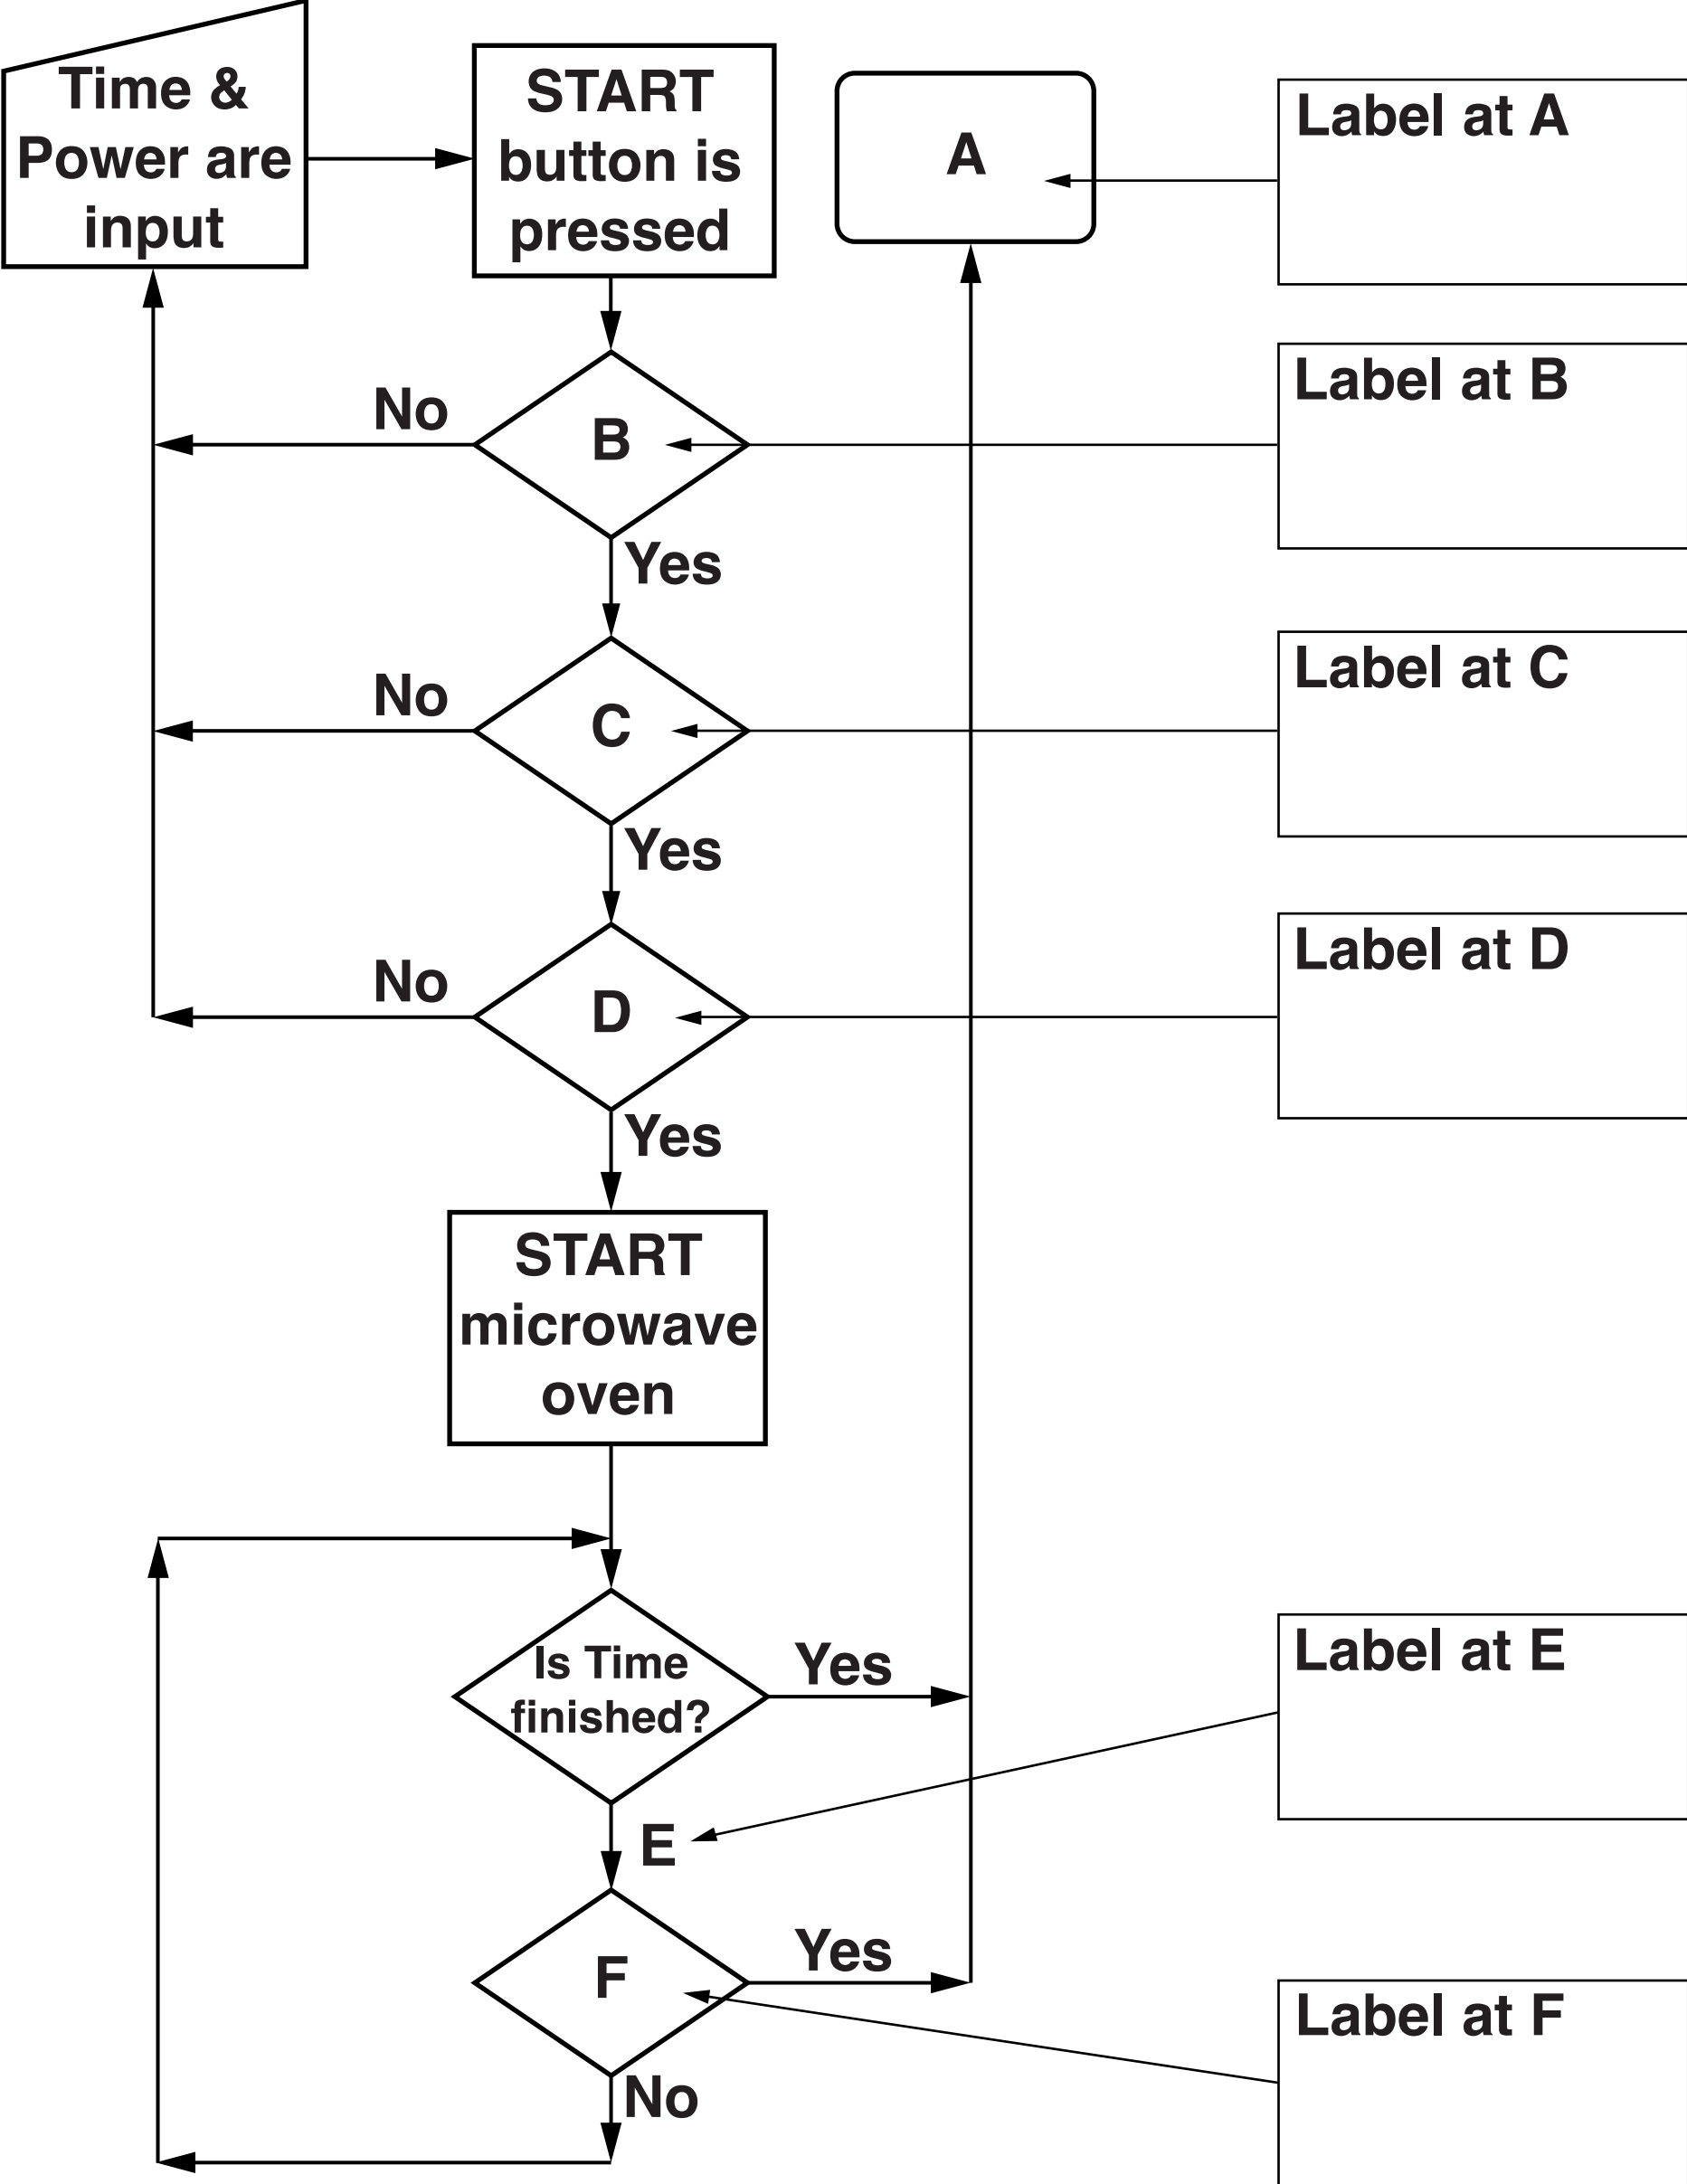 Time &
Power are
input
START
button is
pressed
A
Label at A
B
No
Yes
Label at B
C
No
Yes
Label at C
D
No
Yes
Label at D
START
microwave
oven
Is Time
finished?
Yes
E
Label at E
F
Yes
No
Label at F